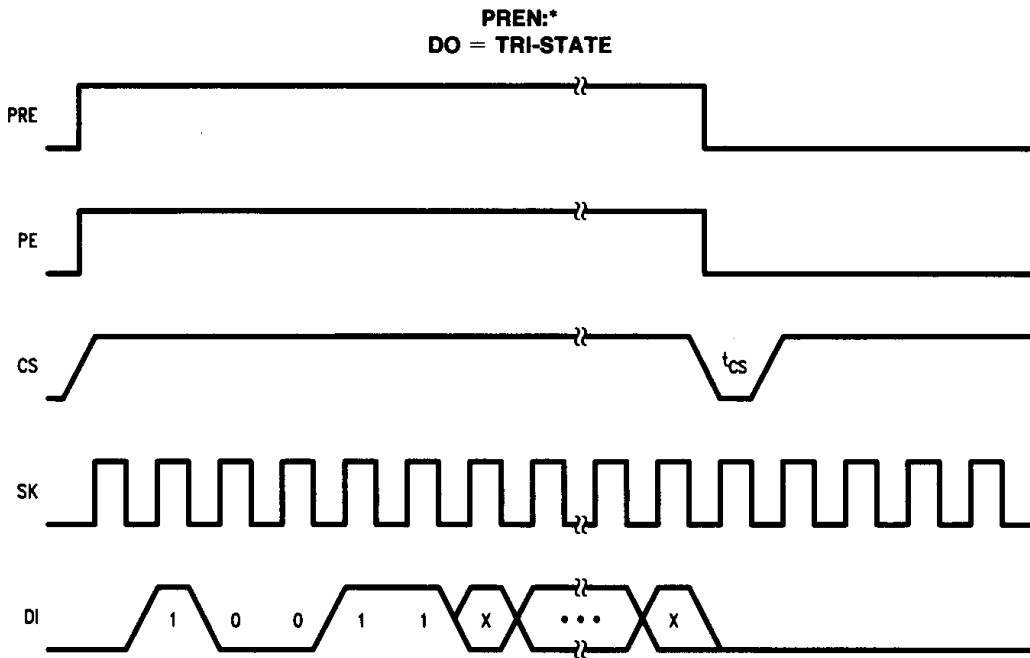 PREN:*
DO = TRI-STATE
PRE
PE
CS
tCS
SK
DI
1 0 0 1 1 X • • • X